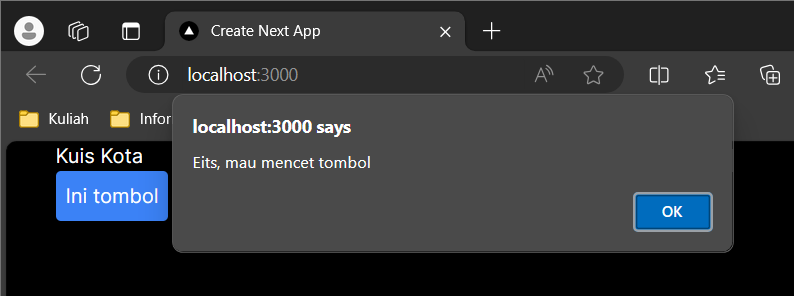 Create Next App
localhost:3000
Kuliah
Infor
localhost:3000 says
Eits, mau mencet tombol
OK
Kuis Kota
Ini tombol